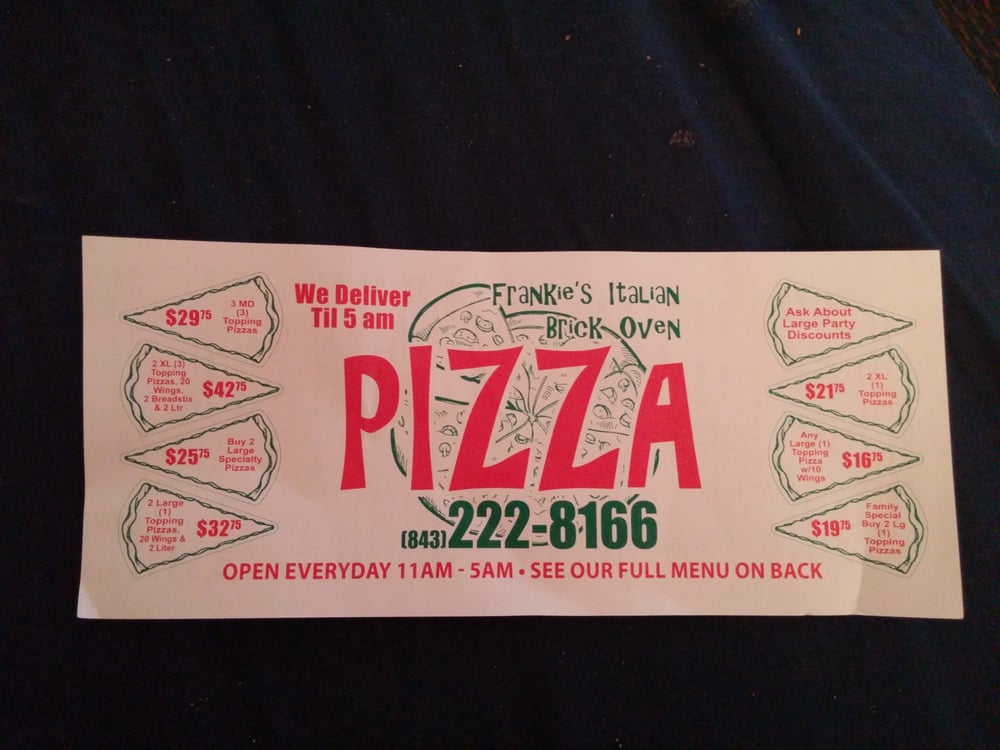 We Deliver
Til 5 am
Frankie's Italian
Brick Oven
PIZZA
(843) 222-8166
OPEN EVERYDAY 11AM - 5AM • SEE OUR FULL MENU ON BACK
$29.75
3 MD
(3)
Topping
Pizzas
2 XL (3)
Topping
Pizzas, 20
Wings,
2 Breadstix
& 2 Ltr
$42.75
$25.75
Buy 2
Large
Specialty
Pizzas
2 Large
(1)
Topping
Pizzas,
20 Wings &
2 Liter
$32.75
Ask About
Large Party
Discounts
$21.75
2 XL
(1)
Topping
Pizzas
Any
Large (1)
Topping
Pizza
w/10
Wings
$16.75
$19.75
Family
Special
Buy 2 Lg
(1)
Topping
Pizzas